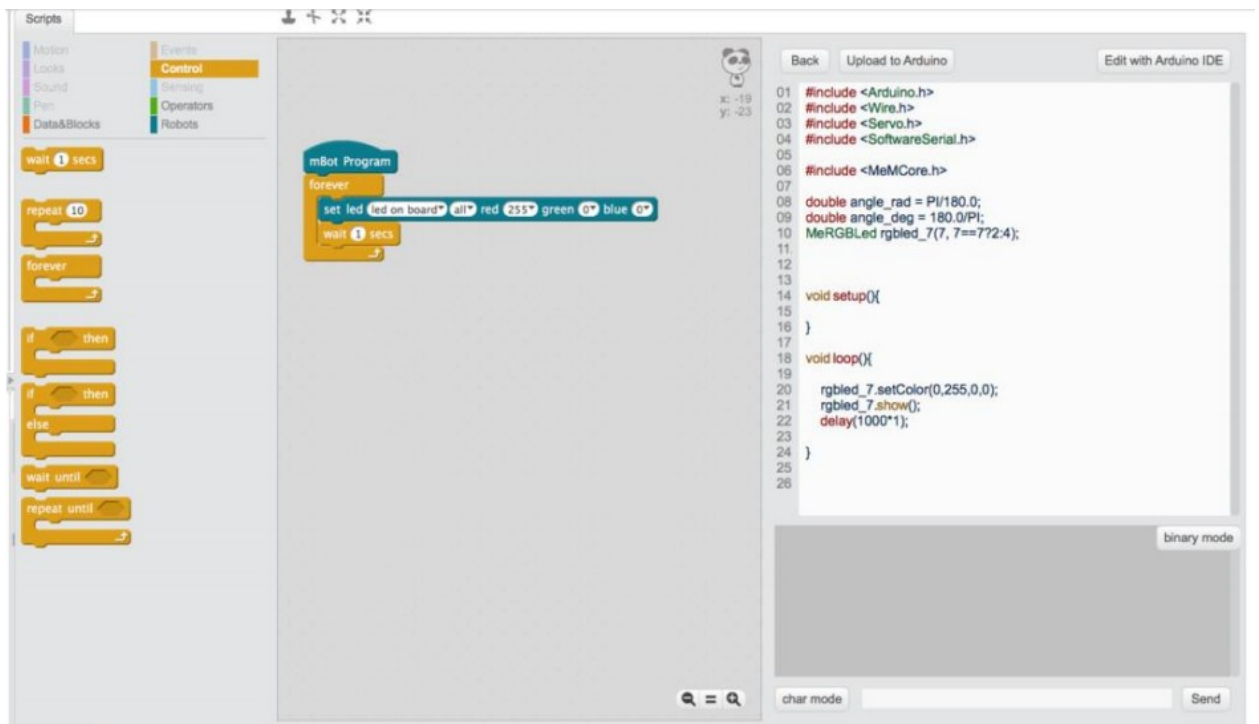 Scripts
Motion
Looks
Sound
Pen
Data&Blocks
Events
Control
Sensing
Operators
Robots
wait 1 secs
repeat 10
forever
if then
if then
else
wait until
repeat until
x: -19
y: -23
mBot Program
forever
set led led on board all red 255 green 0 blue 0
wait 1 secs
Back Upload to Arduino Edit with Arduino IDE
01 #include <Arduino.h>
02 #include <Wire.h>
03 #include <Servo.h>
04 #include <SoftwareSerial.h>
05
06 #include <MeMCore.h>
07
08 double angle_rad = PI/180.0;
09 double angle_deg = 180.0/PI;
10 MeRGBLed rgbled_7(7, 7==7?2:4);
11
12
13
14 void setup(){
15
16 }
17
18 void loop(){
19
20 rgbled_7.setColor(0,255,0,0);
21 rgbled_7.show();
22 delay(1000*1);
23
24 }
25
26
binary mode
char mode Send